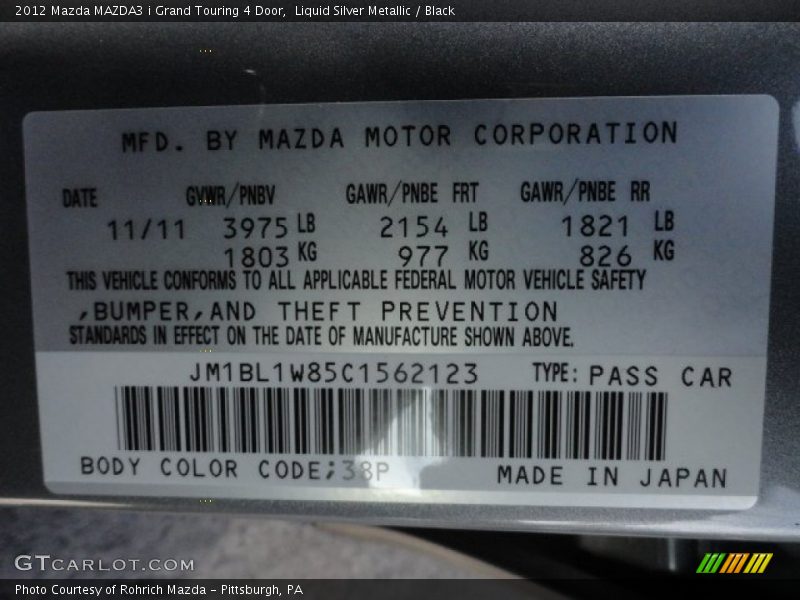 2012 Mazda MAZDA3 i Grand Touring 4 Door, Liquid Silver Metallic / Black
MFD. BY MAZDA MOTOR CORPORATION
DATE GVWR/PNBV GAWR/PNBE FRT GAWR/PNBE RR
11/11 3975 LB 2154 LB 1821 LB
1803 KG 977 KG 826 KG
THIS VEHICLE CONFORMS TO ALL APPLICABLE FEDERAL MOTOR VEHICLE SAFETY
,BUMPER,AND THEFT PREVENTION
STANDARDS IN EFFECT ON THE DATE OF MANUFACTURE SHOWN ABOVE.
JM1BL1W85C1562123 TYPE: PASS CAR
BODY COLOR CODE;38P MADE IN JAPAN
GTCARLOT.COM
Photo Courtesy of Rohrich Mazda - Pittsburgh, PA